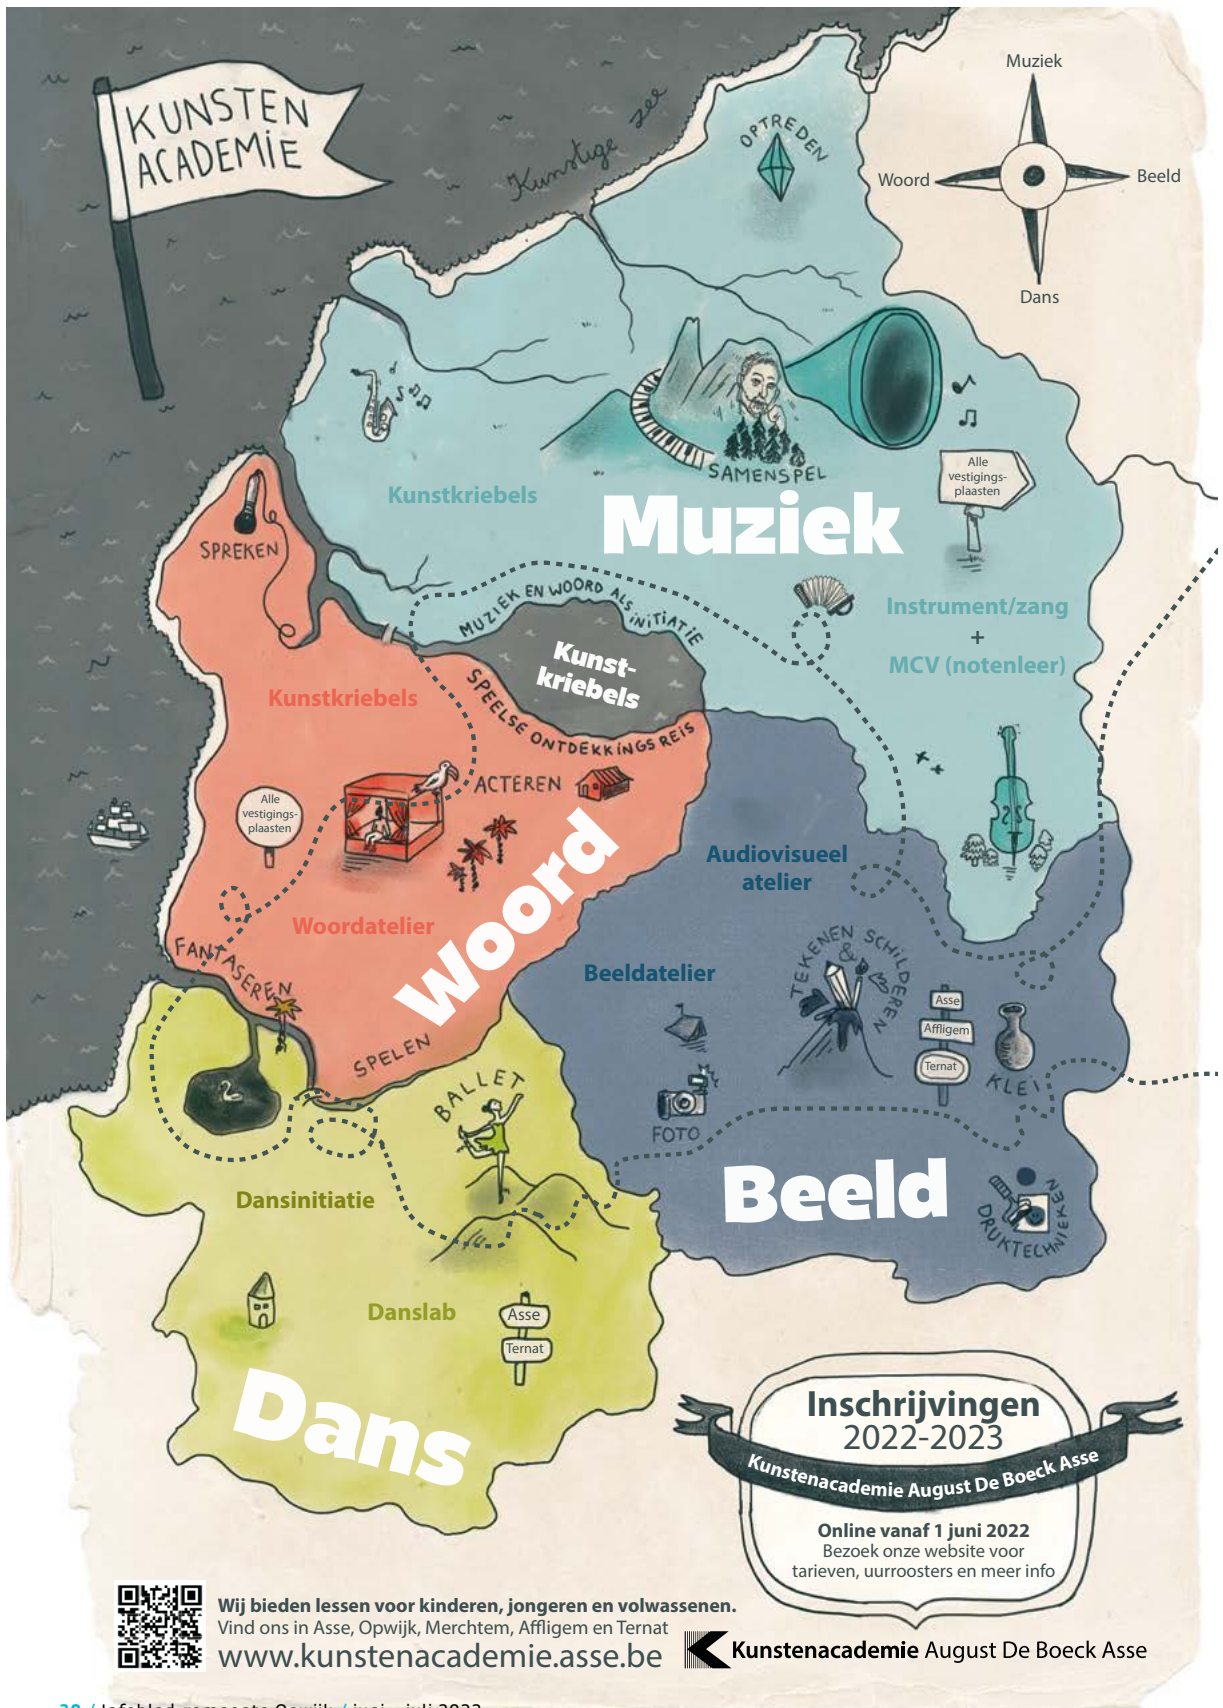 KUNSTEN
ACADEMIE
Kunstige zee
Muziek
Woord
Beeld
Dans
OPTREDEN
SAMENSPEL
Alle
vestigings-
plaasten
Kunstkriebels
Muziek
SPREKEN
MUZIEK EN WOORD ALS INITIATIE
Instrument/zang
+
MCV (notenleer)
Kunst-
kriebels
SPEELSE ONTDEKKINGSREIS
Kunstkriebels
ACTEREN
Alle
vestigings-
plaasten
Woord
Woordatelier
FANTASEREN
SPELEN
Audiovisueel
atelier
Beeldatelier
TEKENEN & SCHILDEREN
Asse
Affligem
Ternat
KLEI
FOTO
Beeld
DRUKTECHNIEKEN
BALLET
2
Dansinitiatie
Danslab
Asse
Ternat
Dans
Inschrijvingen
2022-2023
Kunstenacademie August De Boeck Asse
Online vanaf 1 juni 2022
Bezoek onze website voor
tarieven, uurroosters en meer info
Wij bieden lessen voor kinderen, jongeren en volwassenen.
Vind ons in Asse, Opwijk, Merchtem, Affligem en Ternat
www.kunstenacademie.asse.be
Kunstenacademie August De Boeck Asse